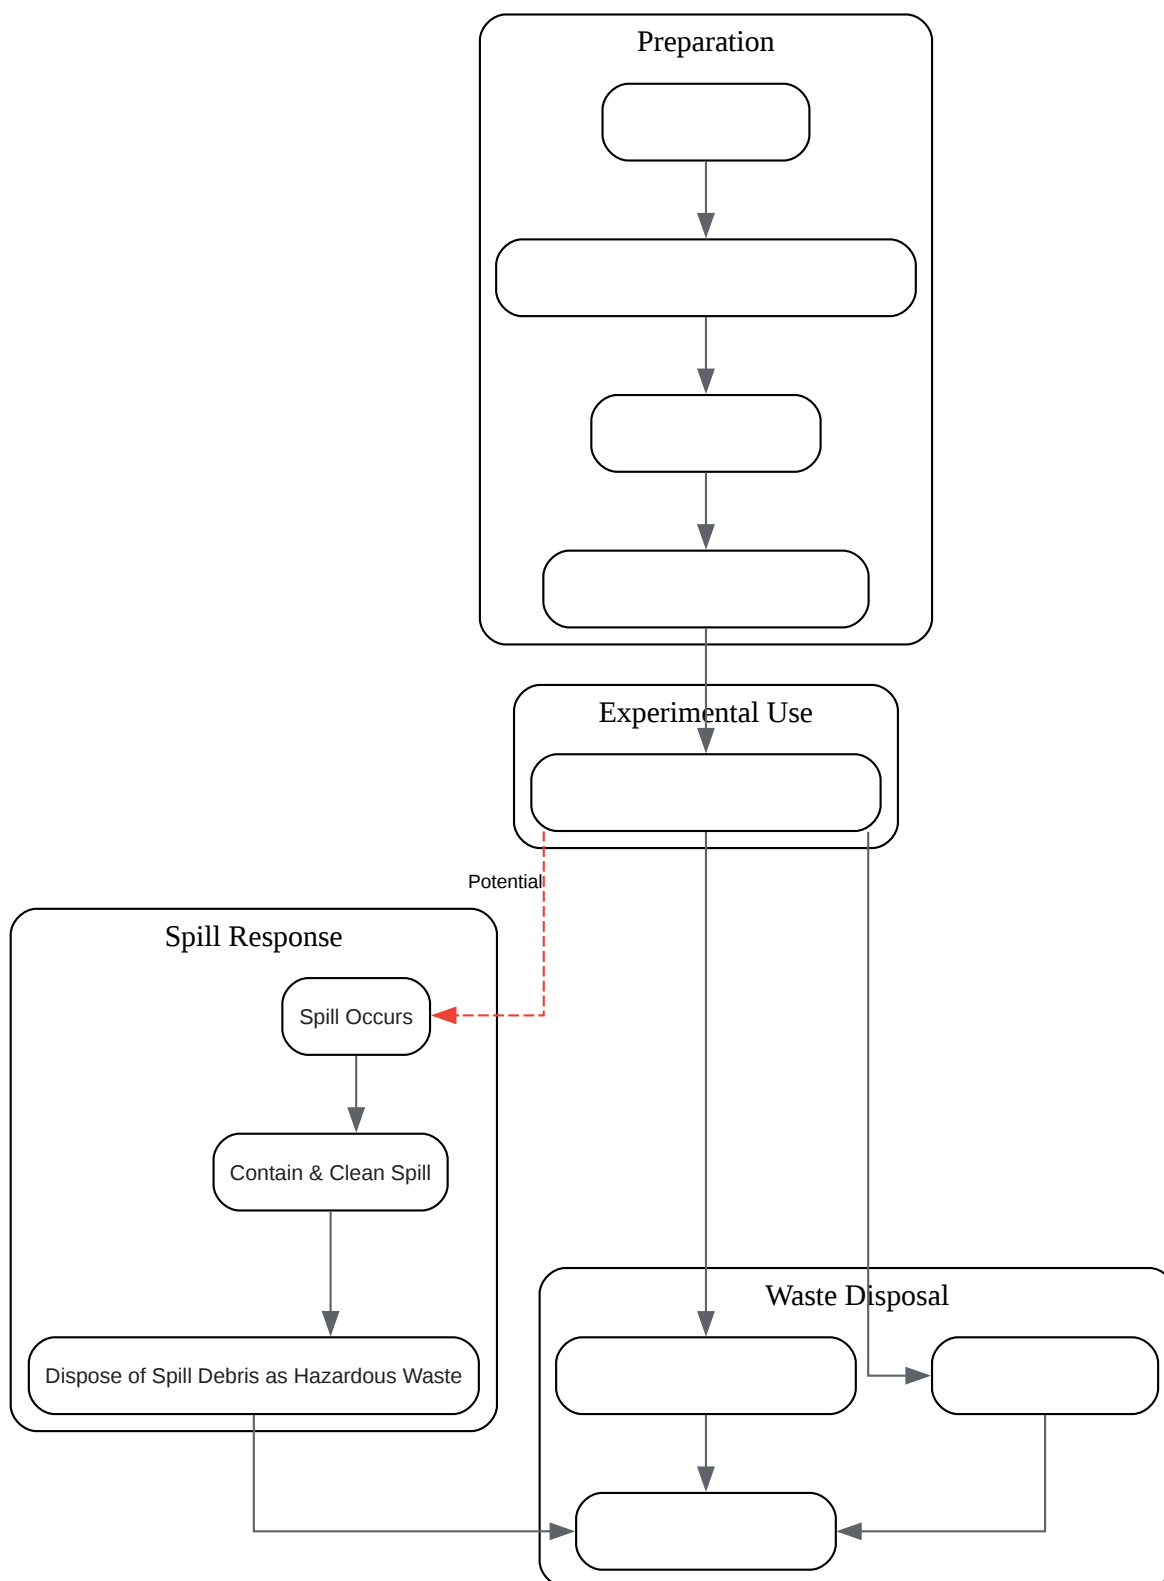 Preparation
Experimental Use
Potential
Spill Response
Spill Occurs
Contain & Clean Spill
Waste Disposal
Dispose of Spill Debris as Hazardous Waste